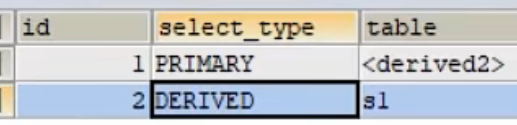 id select_type table
1 PRIMARY <derived2>
2 DERIVED s1